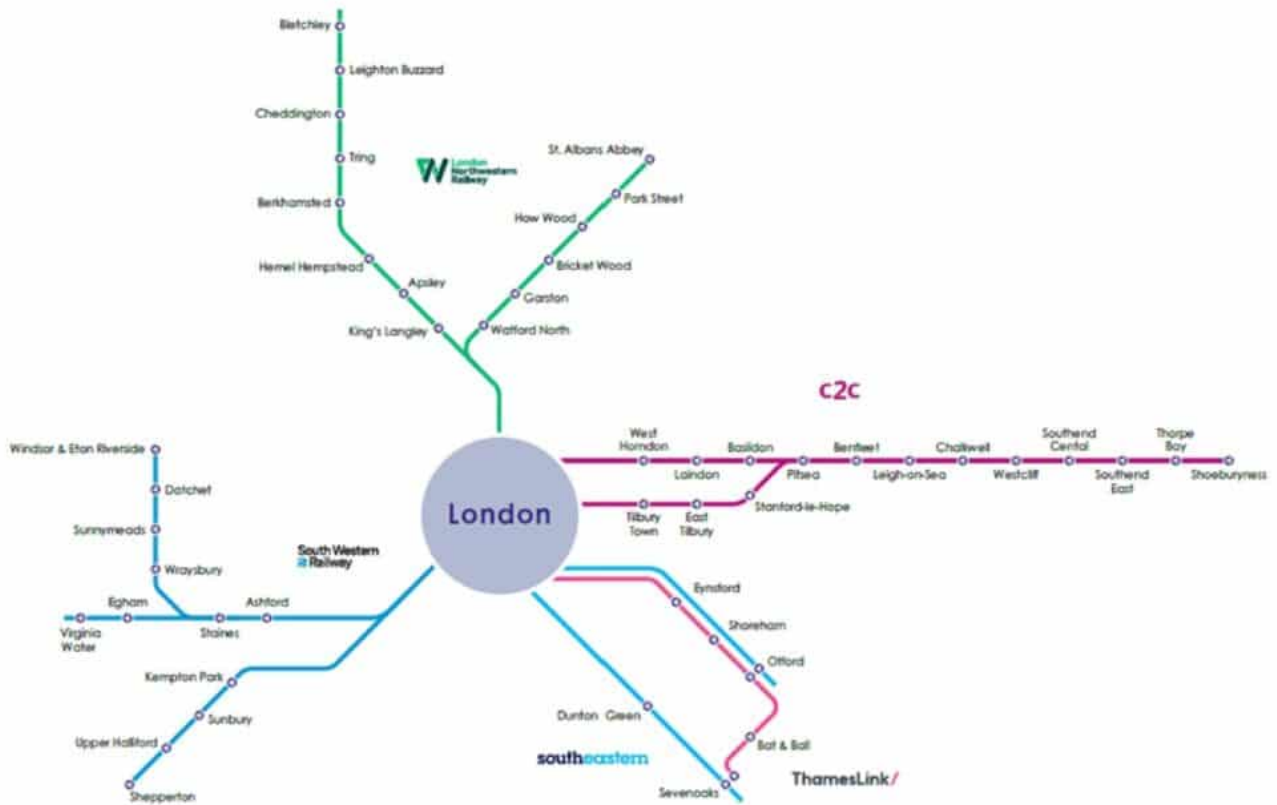 Bletchley
Leighton Buzzard
Cheddington
Tring
Berkhamsted
Hemel Hempstead
Apsley
King's Langley
London
Northwestern
Railway
St. Albans Abbey
Park Street
How Wood
Bricket Wood
Garston
Watford North
c2c
West
Horndon
Laindon
Basildon
Pitsea
Benfleet
Leigh-on-Sea
Chalkwell
Westcliff
Southend
Cental
Southend
East
Thorpe
Bay
Shoeburyness
Tilbury
Town
East
Tilbury
Stanford-le-Hope
London
Windsor & Eton Riverside
Datchet
Sunnymeads
Wraysbury
South Western
Railway
Egham
Ashford
Virginia
Water
Staines
Kempton Park
Sunbury
Upper Halliford
Shepperton
Eynsford
Shoreham
Otford
Dunton Green
Bat & Ball
southeastern
ThamesLink/
Sevenoaks